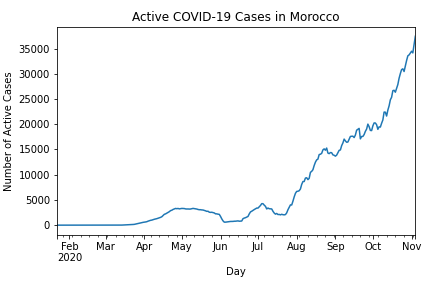 Active COVID-19 Cases in Morocco
Number of Active Cases
35000
30000
25000
20000
15000
10000
5000
0
Feb Mar Apr May Jun Jul Aug Sep Oct Nov
2020
Day